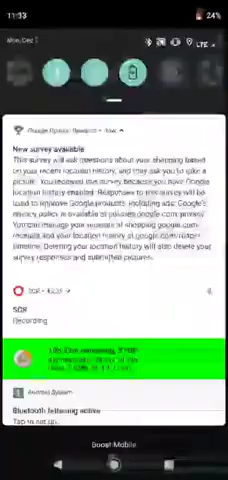 11:33
24%
Mon, Dec
LTE
Google Opinion Rewards • Now
New survey available
This survey will ask questions about your shopping based
on your recent location history, and may ask you to take a
picture. You received this survey because you have Google
location history enabled. Responses to this survey will be
used to improve Google products, including ads. Google's
privacy policy is available at policies.google.com/privacy.
You can manage your receipts at shopping.google.com/
receipts and your location history at google.com/maps/
timeline. Deleting your location history will also delete your
survey responses and submitted pictures.
SCR
SCR
Recording
Android System
Bluetooth tethering active
Tap to set up.
Boost Mobile